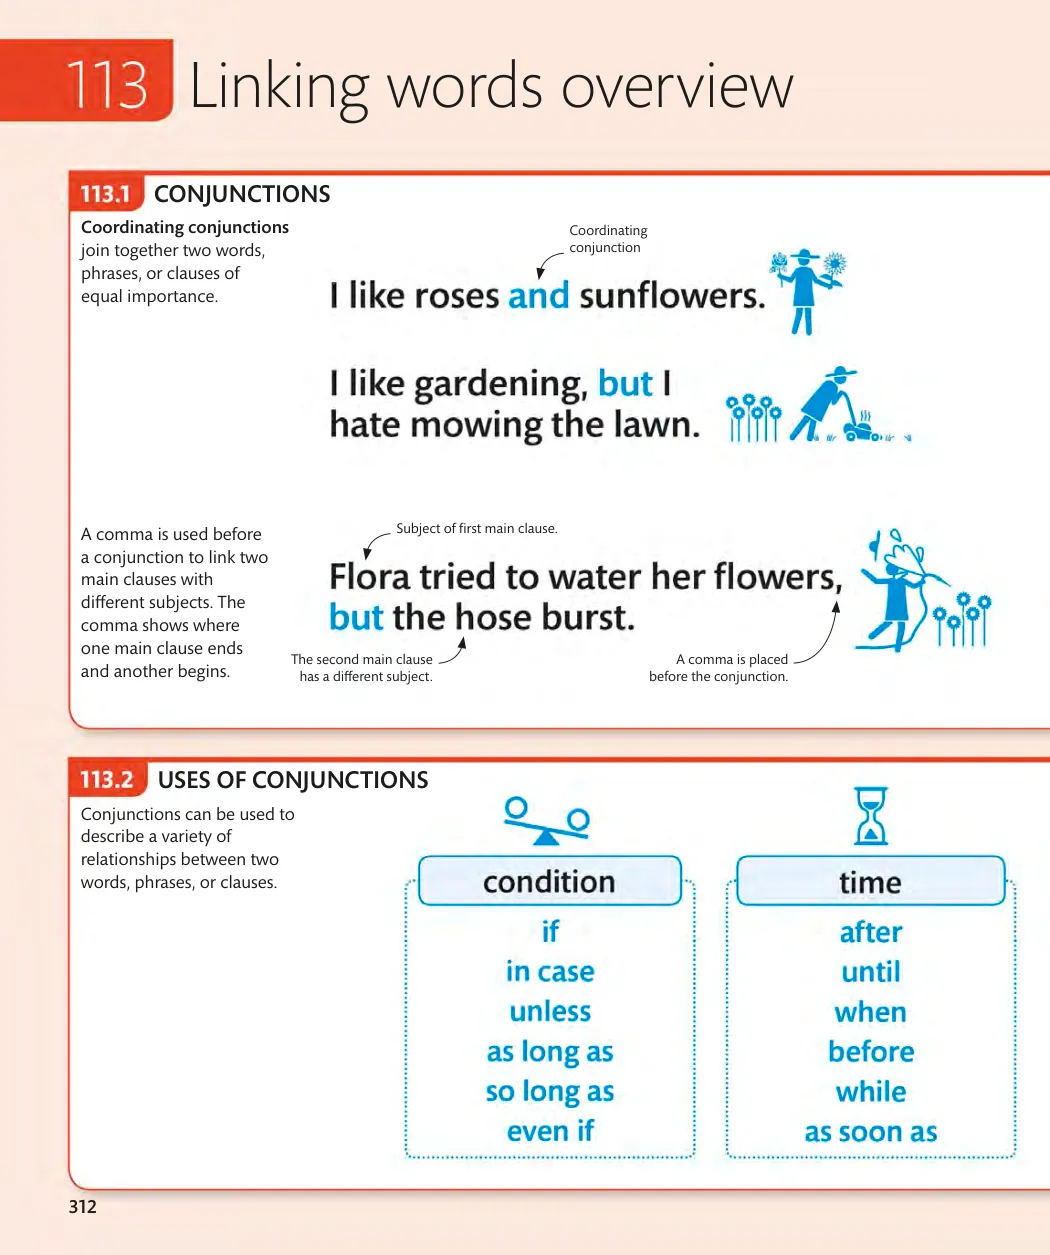 113 Linking words overview
113.1 CONJUNCTIONS
Coordinating conjunctions
join together two words,
phrases, or clauses of
equal importance.
Coordinating
conjunction
I like roses and sunflowers.
I like gardening, but I
hate mowing the lawn.
A comma is used before
a conjunction to link two
main clauses with
different subjects. The
comma shows where
one main clause ends
and another begins.
Subject of first main clause.
Flora tried to water her flowers,
but the hose burst.
The second main clause
has a different subject.
A comma is placed
before the conjunction.
113.2 USES OF CONJUNCTIONS
Conjunctions can be used to
describe a variety of
relationships between two
words, phrases, or clauses.
condition
if
in case
unless
as long as
so long as
even if
time
after
until
when
before
while
as soon as
312